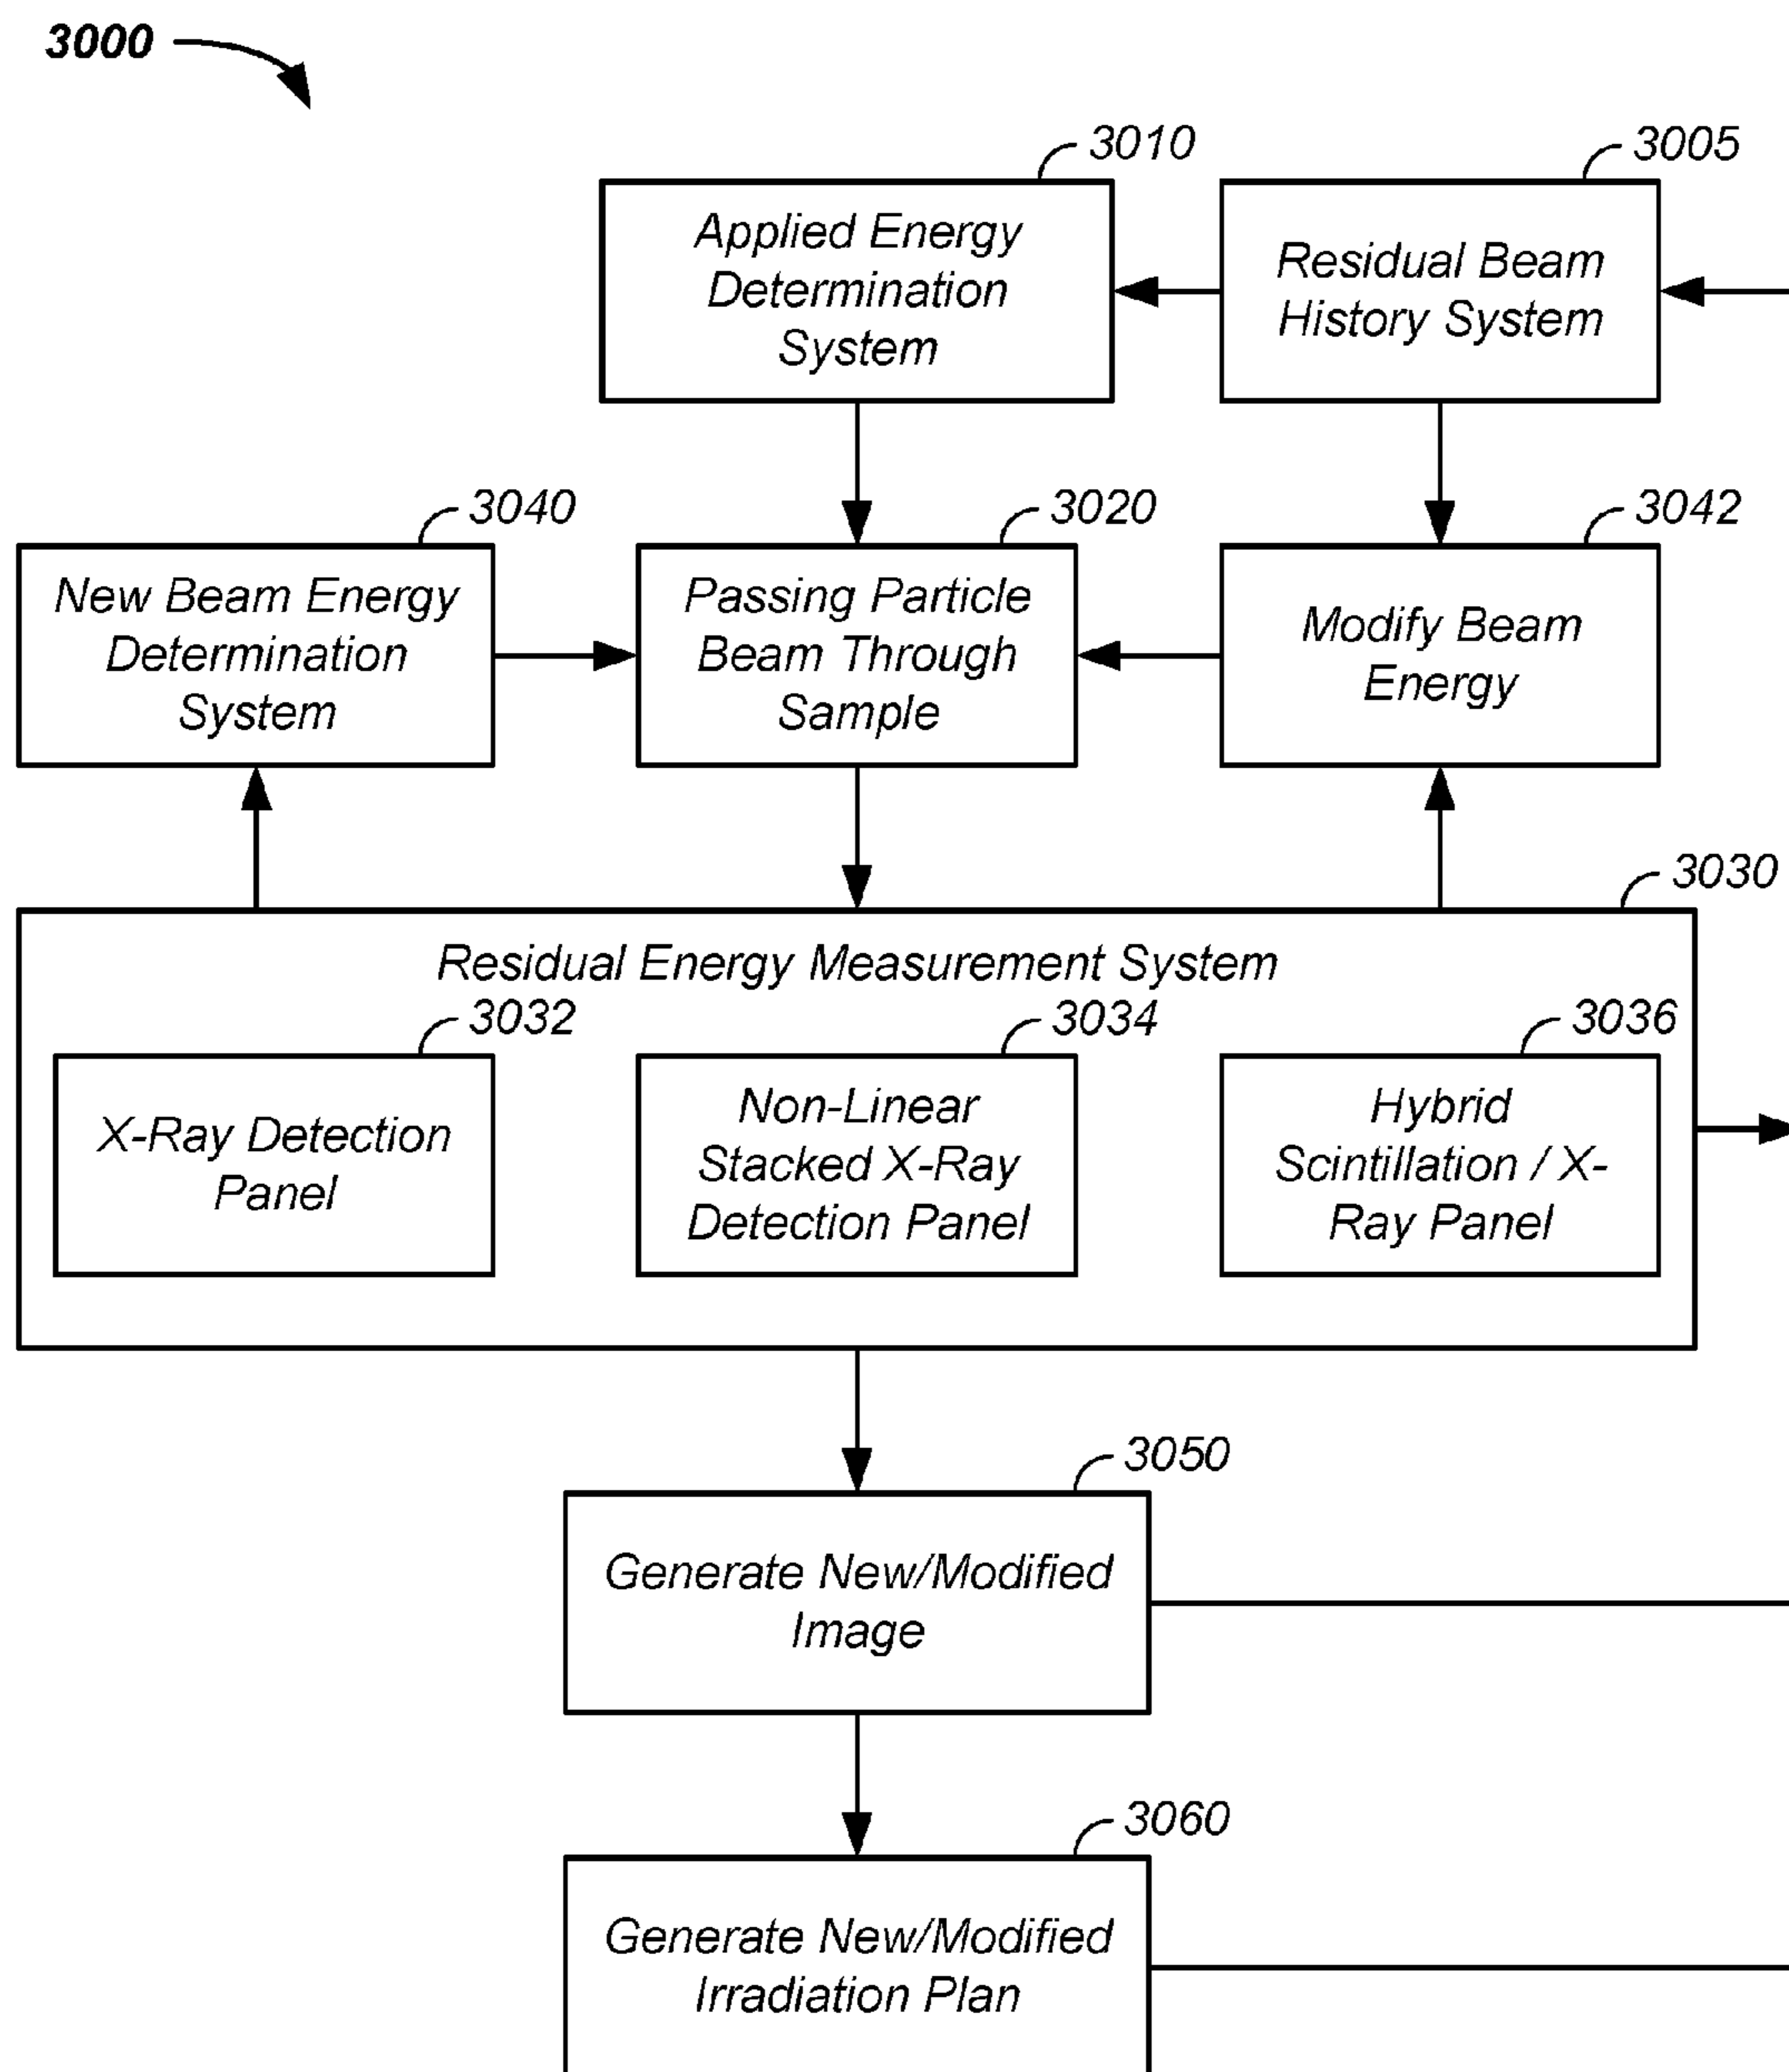 3000
3010
3005
Applied Energy
Determination
System
Residual Beam
History System
3040
3020
3042
New Beam Energy
Determination
System
Passing Particle
Beam Through
Sample
Modify Beam
Energy
3030
Residual Energy Measurement System
3032
3034
3036
X-Ray Detection
Panel
Non-Linear
Stacked X-Ray
Detection Panel
Hybrid
Scintillation / X-
Ray Panel
3050
Generate New/Modified
Image
3060
Generate New/Modified
Irradiation Plan